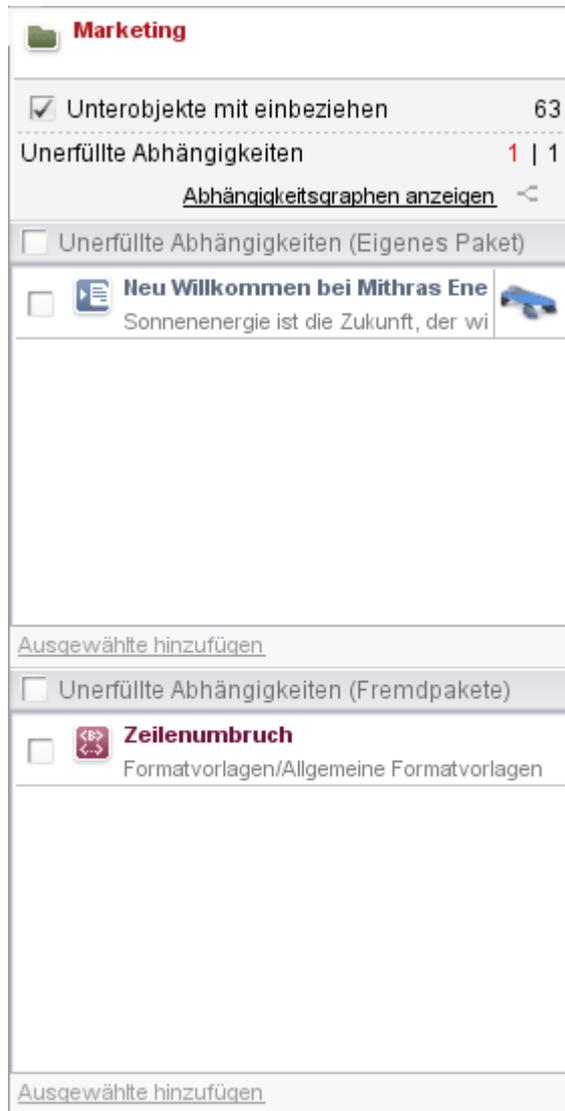 Marketing
Unterobjekte mit einbeziehen 63
Unerfüllte Abhängigkeiten 1 | 1
Abhängigkeitsgraphen anzeigen
Unerfüllte Abhängigkeiten (Eigenes Paket)
Neu Willkommen bei Mithras Ene
Sonnenenergie ist die Zukunft, der wi
Ausgewählte hinzufügen
Unerfüllte Abhängigkeiten (Fremdpakete)
Zeilenumbruch
Formatvorlagen/Allgemeine Formatvorlagen
Ausgewählte hinzufügen